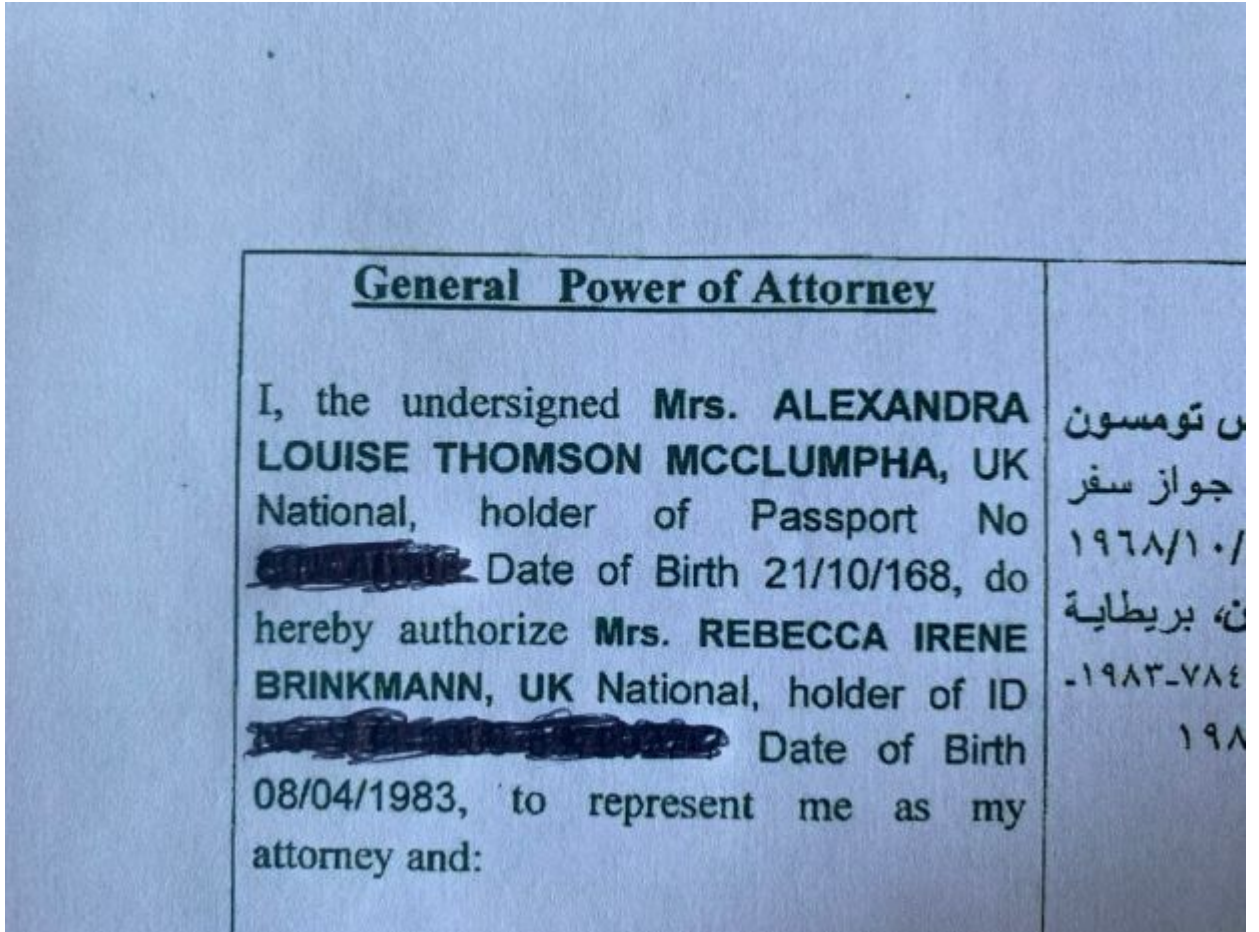 General Power of Attorney
I, the undersigned Mrs. ALEXANDRA
LOUISE THOMSON MCCLUMPHA, UK
National, holder of Passport No
Date of Birth 21/10/168, do
hereby authorize Mrs. REBECCA IRENE
BRINKMANN, UK National, holder of ID
Date of Birth
08/04/1983, to represent me as my
attorney and:
س تومسون
جواز سفر
١٩٦٨/١٠/
ن، بريطاية
٧٨٤-١٩٨٣-
١٩٨